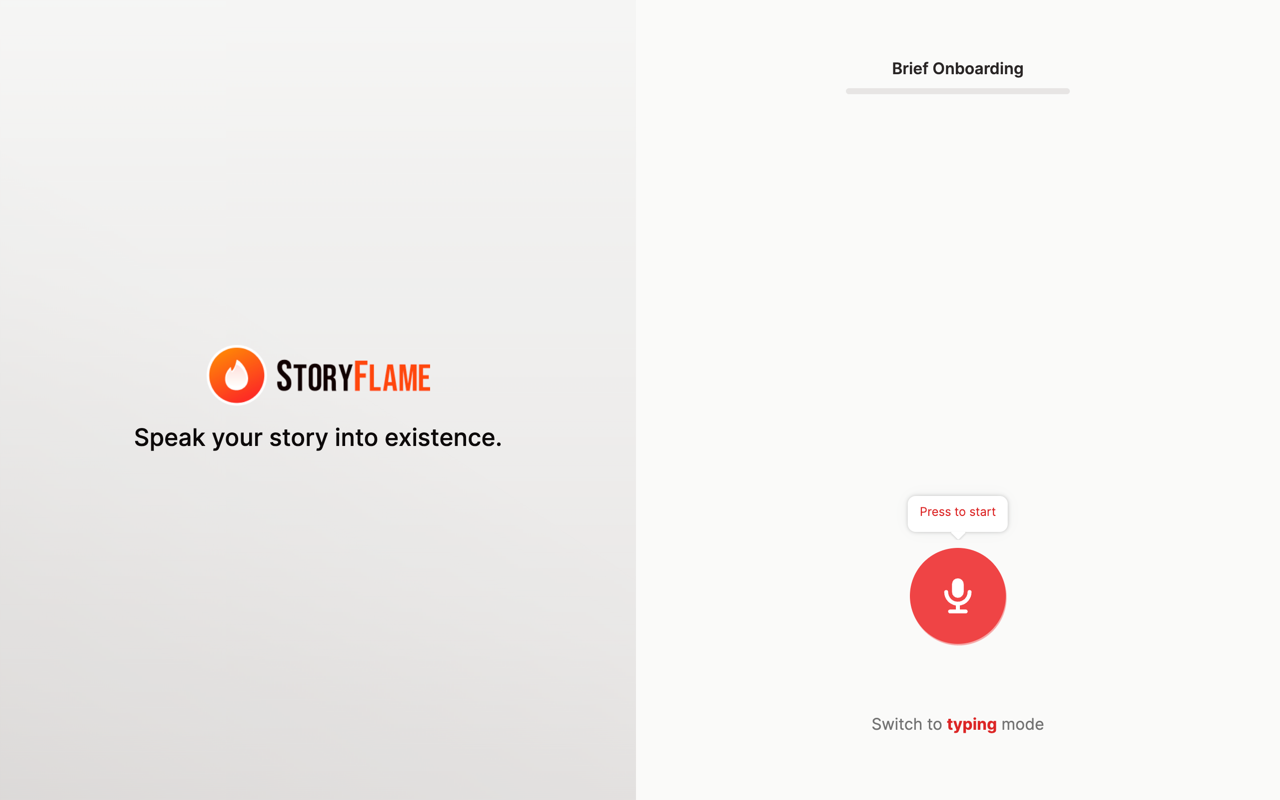 STORYFLAME
Speak your story into existence.
Brief Onboarding
Press to start
Switch to typing mode